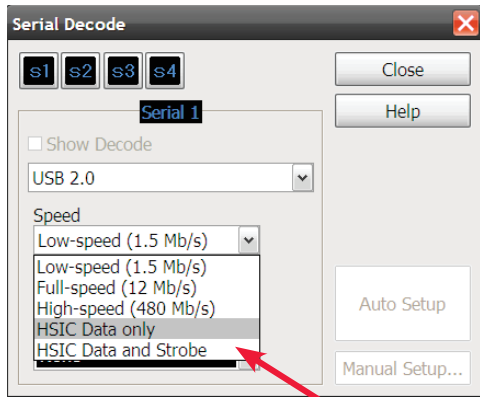 Serial Decode
s1 s2 s3 s4
Close
Serial 1
Help
Show Decode
USB 2.0
Speed
Low-speed (1.5 Mb/s)
Low-speed (1.5 Mb/s)
Full-speed (12 Mb/s)
High-speed (480 Mb/s)
HSIC Data only
HSIC Data and Strobe
Auto Setup
Manual Setup...